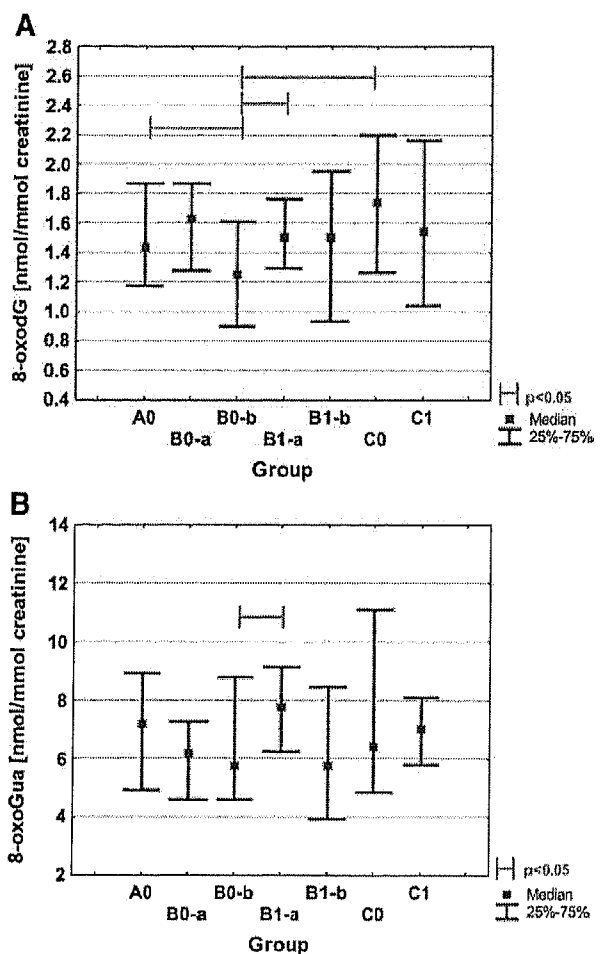 A
8-oxodG [nmol/mmol creatinine]
2.8
2.6
2.4
2.2
2.0
1.8
1.6
1.4
1.2
1.0
0.8
0.6
0.4
A0 B0-b B1-b C1
B0-a B1-a C0
Group
p<0.05
Median
25%-75%
B
8-oxoGua [nmol/mmol creatinine]
14
12
10
8
6
4
2
A0 B0-b B1-b C1
B0-a B1-a C0
Group
p<0.05
Median
25%-75%